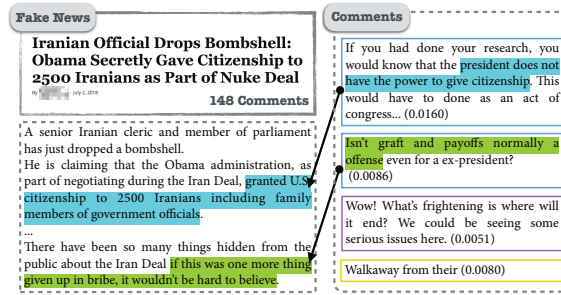 Fake News
Iranian Official Drops Bombshell:
Obama Secretly Gave Citizenship to
2500 Iranians as Part of Nuke Deal
By July 2, 2018
148 Comments
A senior Iranian cleric and member of parliament
has just dropped a bombshell.
He is claiming that the Obama administration, as
part of negotiating during the Iran Deal, granted U.S.
citizenship to 2500 Iranians including family
members of government officials.
...
There have been so many things hidden from the
public about the Iran Deal if this was one more thing
given up in bribe, it wouldn't be hard to believe.
Comments
If you had done your research, you
would know that the president does not
have the power to give citizenship. This
would have to done as an act of
congress... (0.0160)
Isn't graft and payoffs normally a
offense even for a ex-president?
(0.0086)
Wow! What's frightening is where will
it end? We could be seeing some
serious issues here. (0.0051)
Walkaway from their (0.0080)